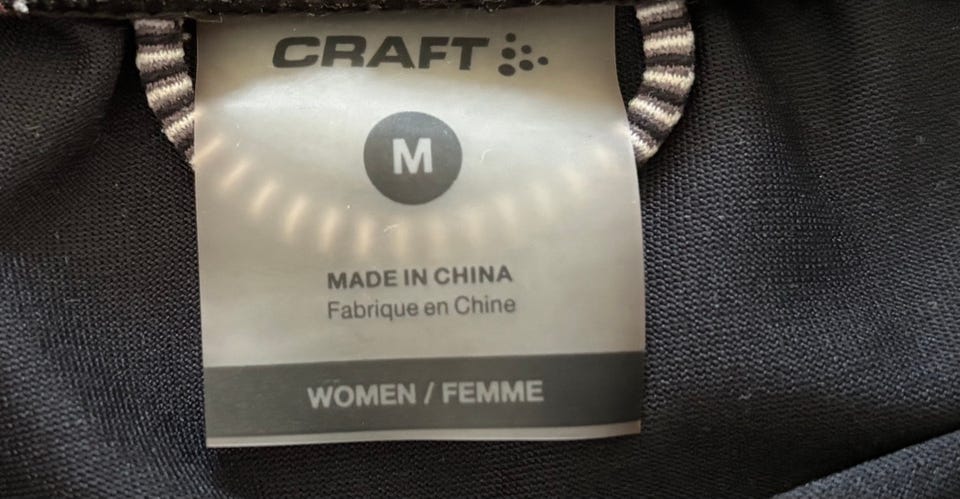 CRAFT
M
MADE IN CHINA
Fabrique en Chine
WOMEN / FEMME